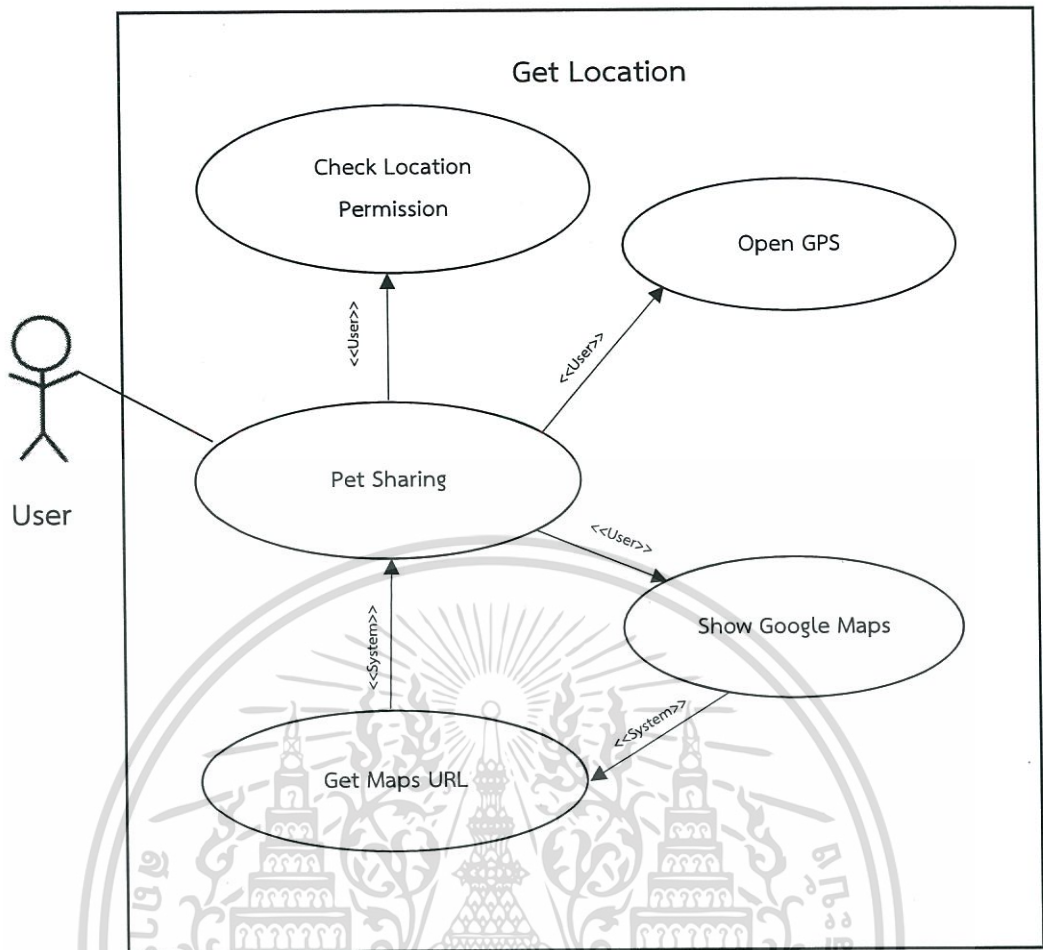 Get Location
Check Location
Permission
Open GPS
<<User>>
<<User>>
User
Pet Sharing
<<User>>
Show Google Maps
<<System>>
<<System>>
Get Maps URL